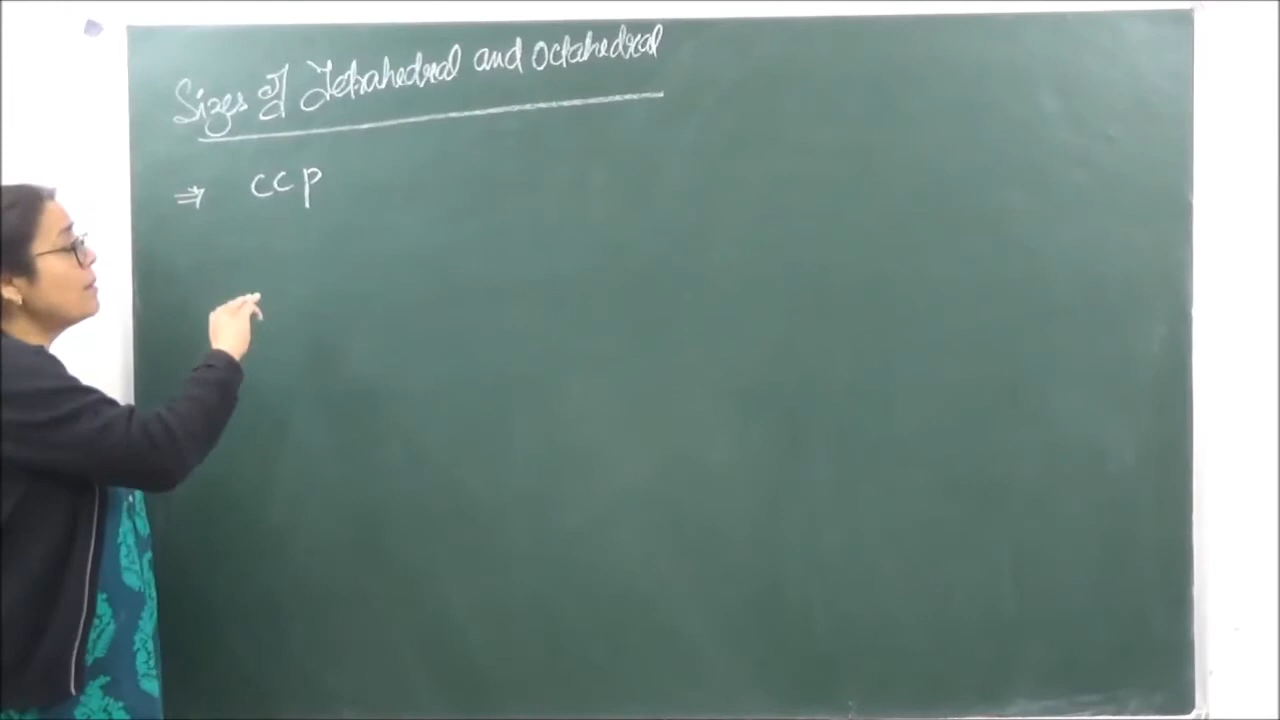 Sizes of Tetrahedral and Octahedral
⇒ ccp